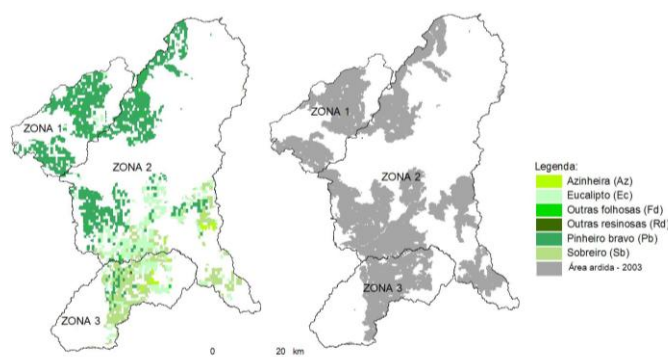 ZONA 1
ZONA 2
ZONA 3
ZONA 1
ZONA 2
ZONA 3
0 20 km
Legenda:
Azinheira (Az)
Eucalipto (Ec)
Outras folhosas (Fd)
Outras resinosas (Rd)
Pinheiro bravo (Pb)
Sobreiro (Sb)
Área ardida - 2003